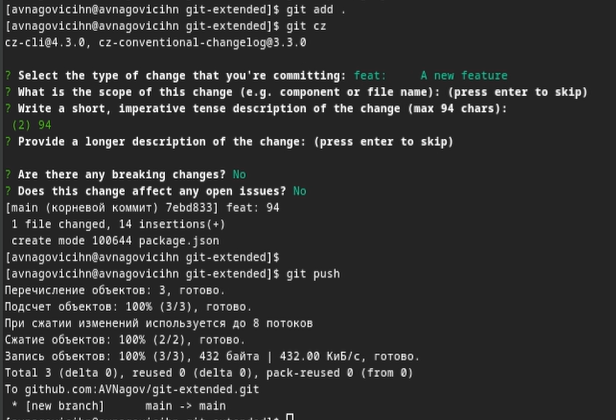 [avnagovicihn@avnagovicihn git-extended]$ git add .
[avnagovicihn@avnagovicihn git-extended]$ git cz
cz-cli@4.3.0, cz-conventional-changelog@3.3.0
? Select the type of change that you're committing: feat:     A new feature
? What is the scope of this change (e.g. component or file name): (press enter to skip)
? Write a short, imperative tense description of the change (max 94 chars):
(2) 94
? Provide a longer description of the change: (press enter to skip)
? Are there any breaking changes? No
? Does this change affect any open issues? No
[main (корневой коммит) 7ebd833] feat: 94
1 file changed, 14 insertions(+)
create mode 100644 package.json
[avnagovicihn@avnagovicihn git-extended]$
[avnagovicihn@avnagovicihn git-extended]$ git push
Перечисление объектов: 3, готово.
Подсчет объектов: 100% (3/3), готово.
При сжатии изменений используется до 8 потоков
Сжатие объектов: 100% (2/2), готово.
Запись объектов: 100% (3/3), 432 байта | 432.00 КиБ/с, готово.
Total 3 (delta 0), reused 0 (delta 0), pack-reused 0 (from 0)
To github.com:AVNagov/git-extended.git
* [new branch]      main -> main